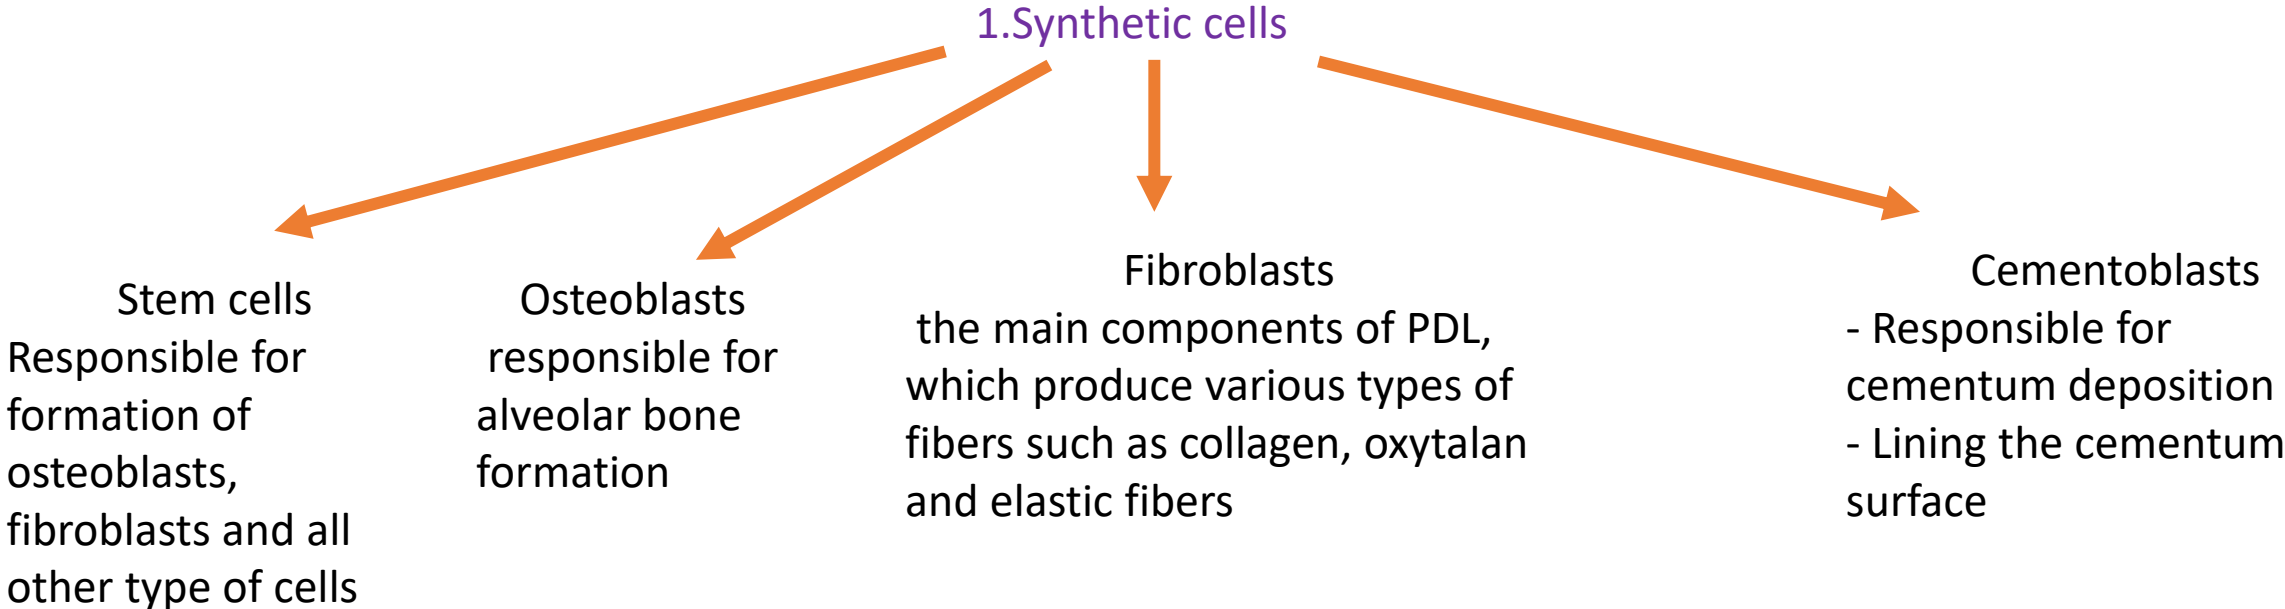 1.Synthetic cells
Stem cells
Responsible for
formation of
osteoblasts,
fibroblasts and all
other type of cells
Osteoblasts
responsible for
alveolar bone
formation
Fibroblasts
the main components of PDL,
which produce various types of
fibers such as collagen, oxytalan
and elastic fibers
Cementoblasts
- Responsible for
cementum deposition
- Lining the cementum
surface